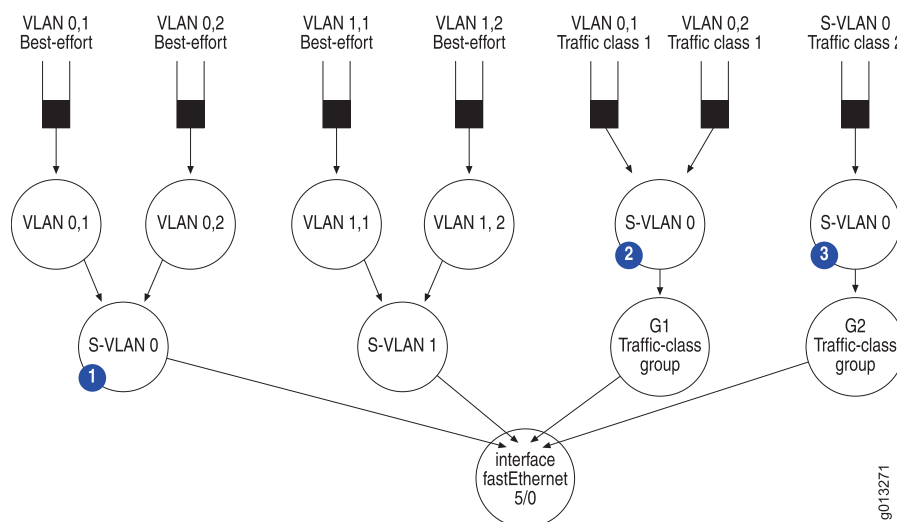 VLAN 0,1
Best-effort
VLAN 0,2
Best-effort
VLAN 1,1
Best-effort
VLAN 1,2
Best-effort
VLAN 0,1
Traffic class 1
VLAN 0,2
Traffic class 1
S-VLAN 0
Traffic class 2
VLAN 0,1
VLAN 0,2
VLAN 1,1
VLAN 1, 2
S-VLAN 0
2
S-VLAN 0
3
S-VLAN 0
1
S-VLAN 1
G1
Traffic-class
group
G2
Traffic-class
group
interface
fastEthernet
5/0
g013271